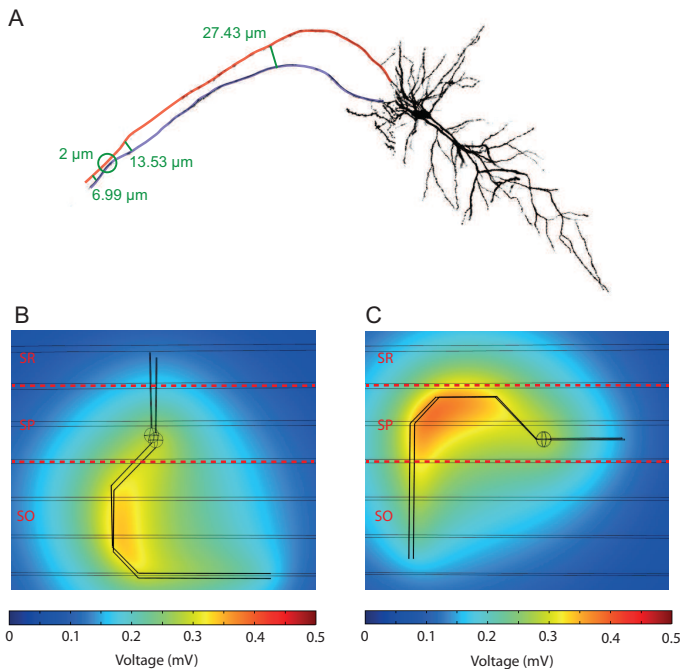 A
27.43 µm
2 µm
13.53 µm
6.99 µm
B
C
SR
SP
SO
SR
SP
SO
0 0.1 0.2 0.3 0.4 0.5
Voltage (mV)
0 0.1 0.2 0.3 0.4 0.5
Voltage (mV)